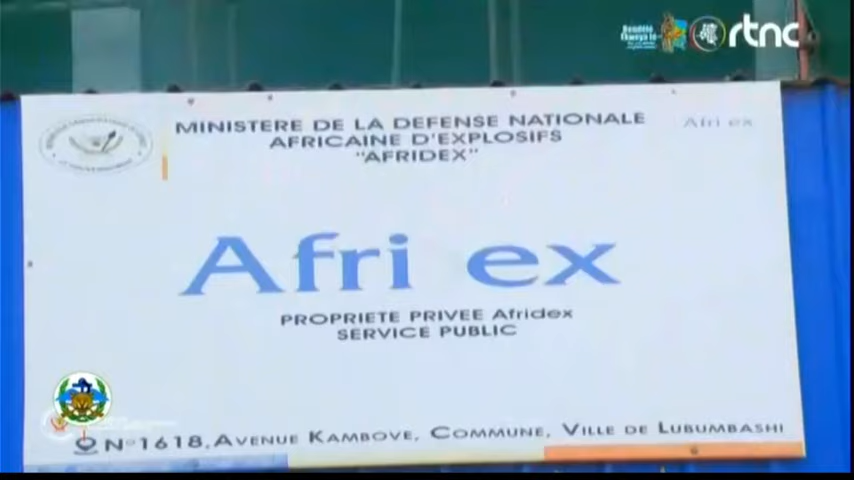 rtnc
MINISTERE DE LA DEFENSE NATIONALE
AFRICAINE D'EXPLOSIFS
"AFRIDEX"
Afri ex
Afri ex
PROPRIETE PRIVEE Afridex
SERVICE PUBLIC
N°1618, AVENUE KAMBOVE, COMMUNE, VILLE DE LUBUMBASHI